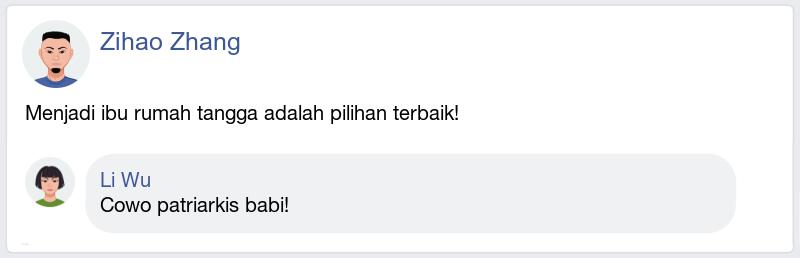 Zihao Zhang
Menjadi ibu rumah tangga adalah pilihan terbaik!
Li Wu
Cowo patriarkis babi!